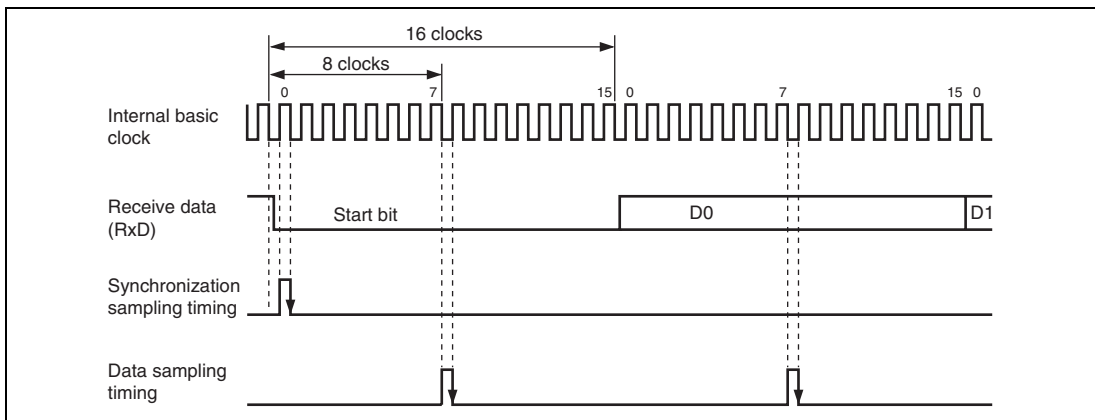 16 clocks
8 clocks
0 7 15 0 7 15 0
Internal basic
clock
Receive data
(RxD)
Start bit D0 D1
Synchronization
sampling timing
Data sampling
timing